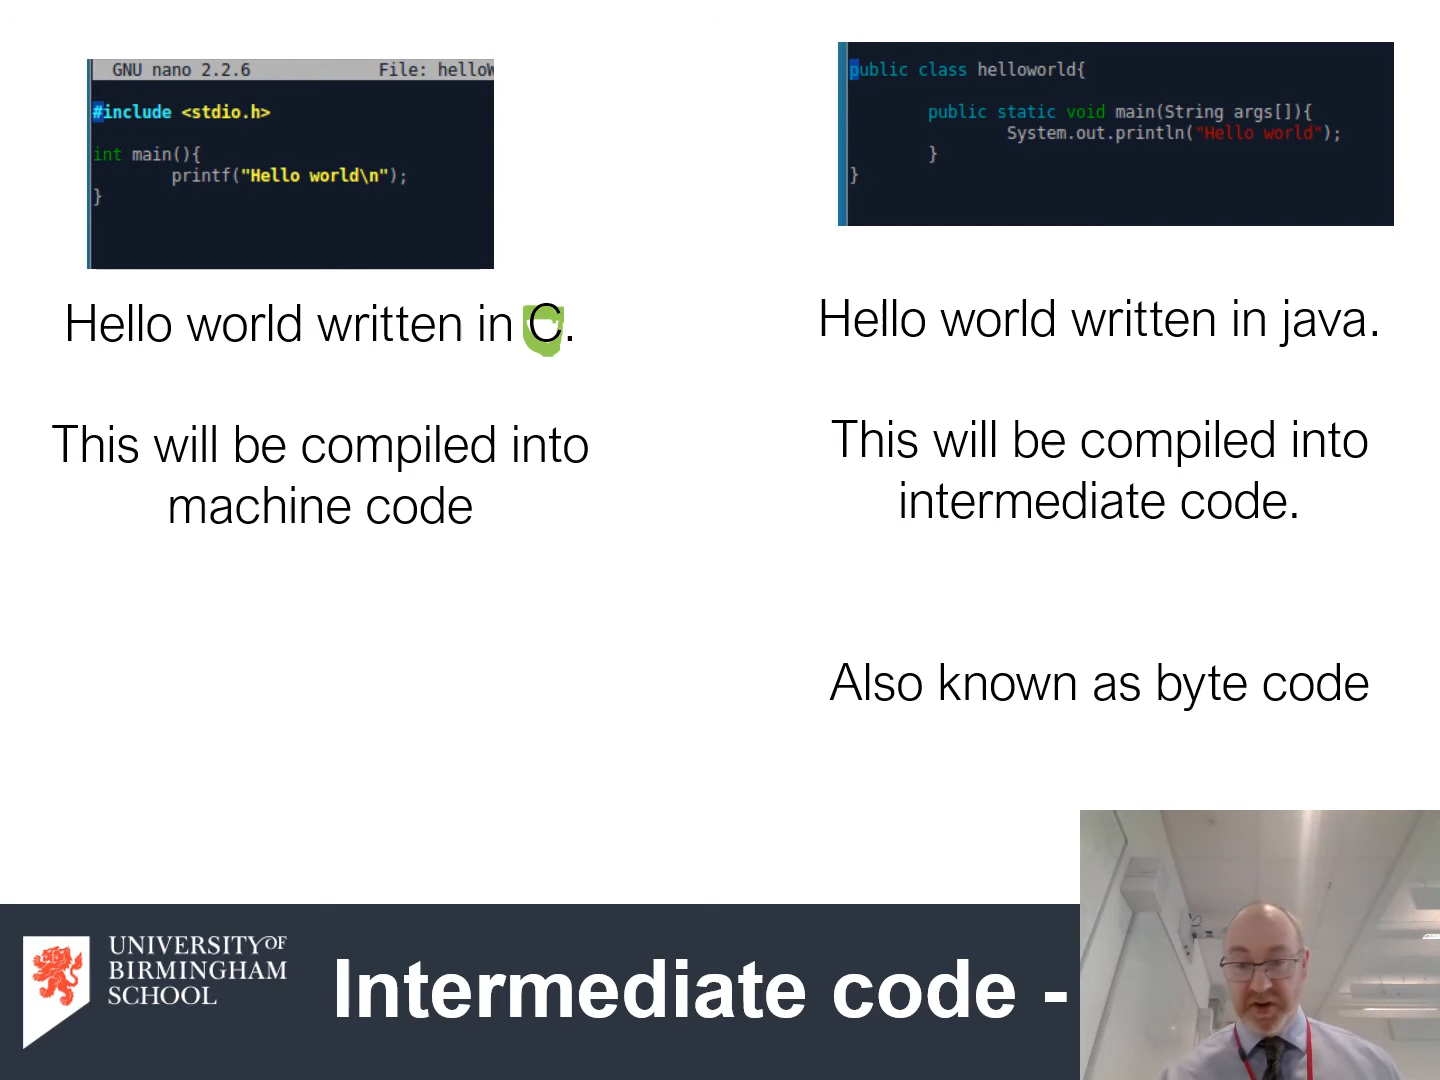 GNU nano 2.2.6 File: helloW
#include <stdio.h>
int main(){
printf("Hello world\n");
}
Hello world written in C.
This will be compiled into
machine code
public class helloworld{
public static void main(String args[]){
System.out.println("Hello world");
}
}
Hello world written in java.
This will be compiled into
intermediate code.
Also known as byte code
UNIVERSITY OF
BIRMINGHAM
SCHOOL
Intermediate code -